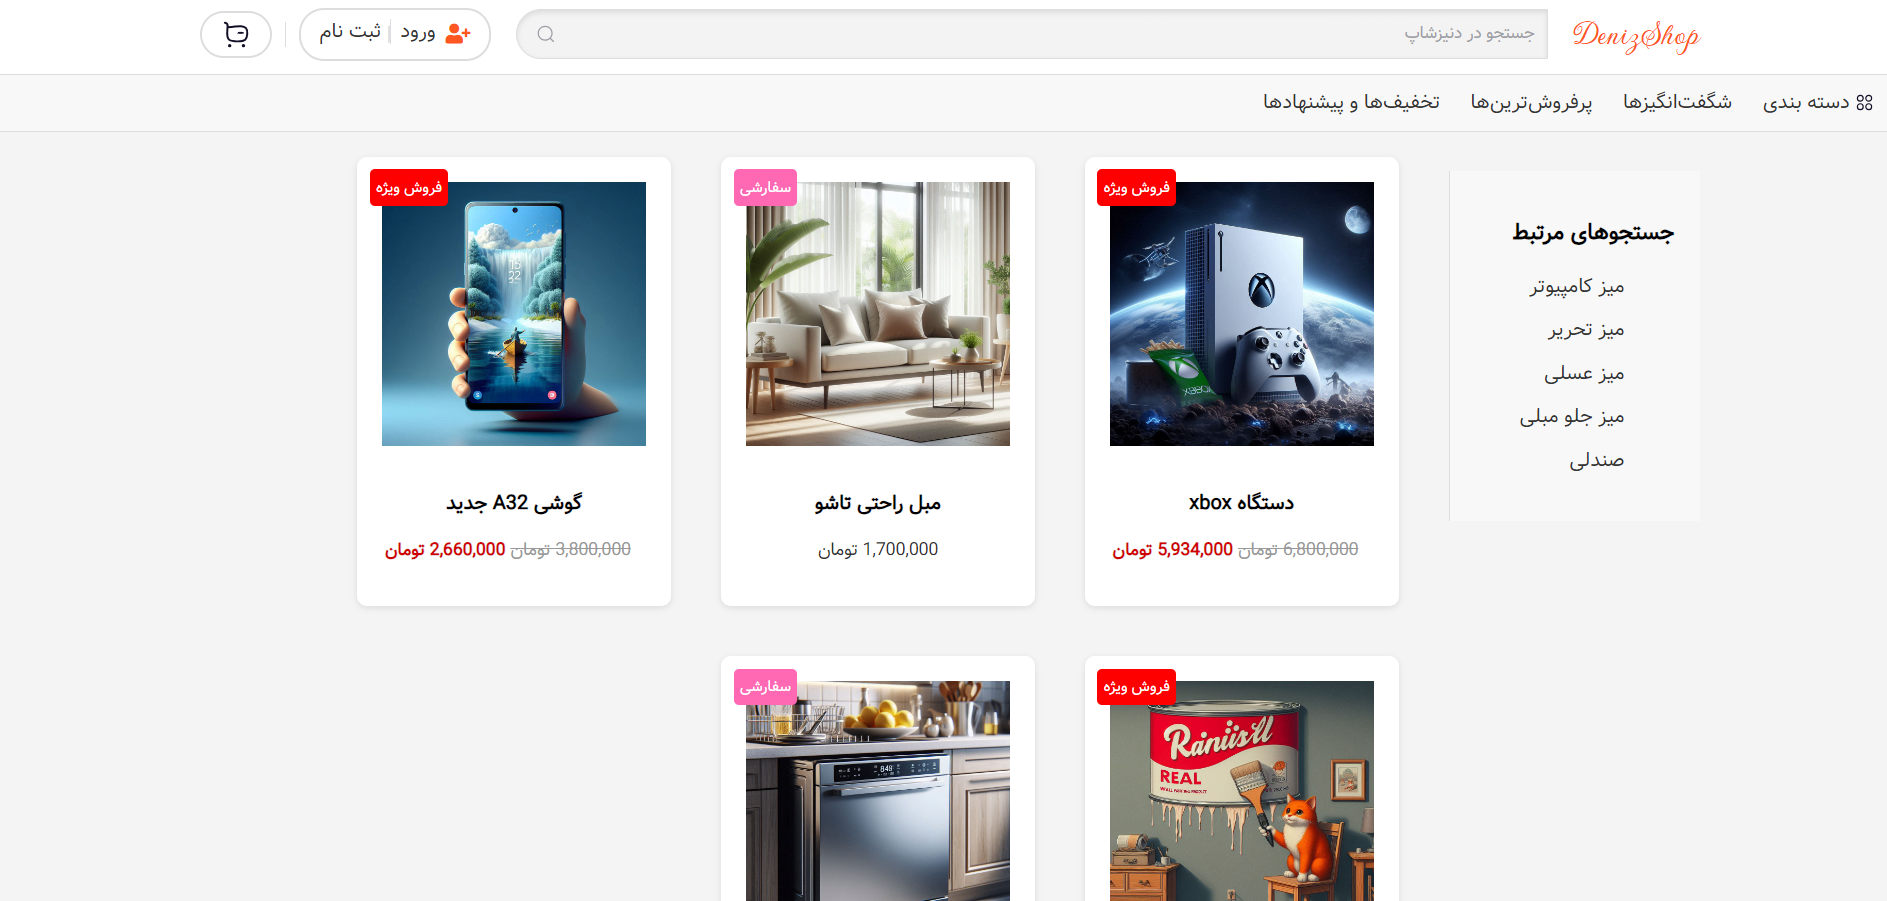 DenizShop
جستجو در دنیزشاپ
ورود | ثبت نام
دسته بندی
شگفت‌انگیزها
پرفروش‌ترین‌ها
تخفیف‌ها و پیشنهادها
جستجوهای مرتبط
میز کامپیوتر
میز تحریر
میز عسلی
میز جلو مبلی
صندلی
فروش ویژه
XBOX
دستگاه xbox
6,800,000 تومان 5,934,000 تومان
سفارشی
مبل راحتی تاشو
1,700,000 تومان
فروش ویژه
15
22
گوشی A32 جدید
3,800,000 تومان 2,660,000 تومان
فروش ویژه
REAL
سفارشی